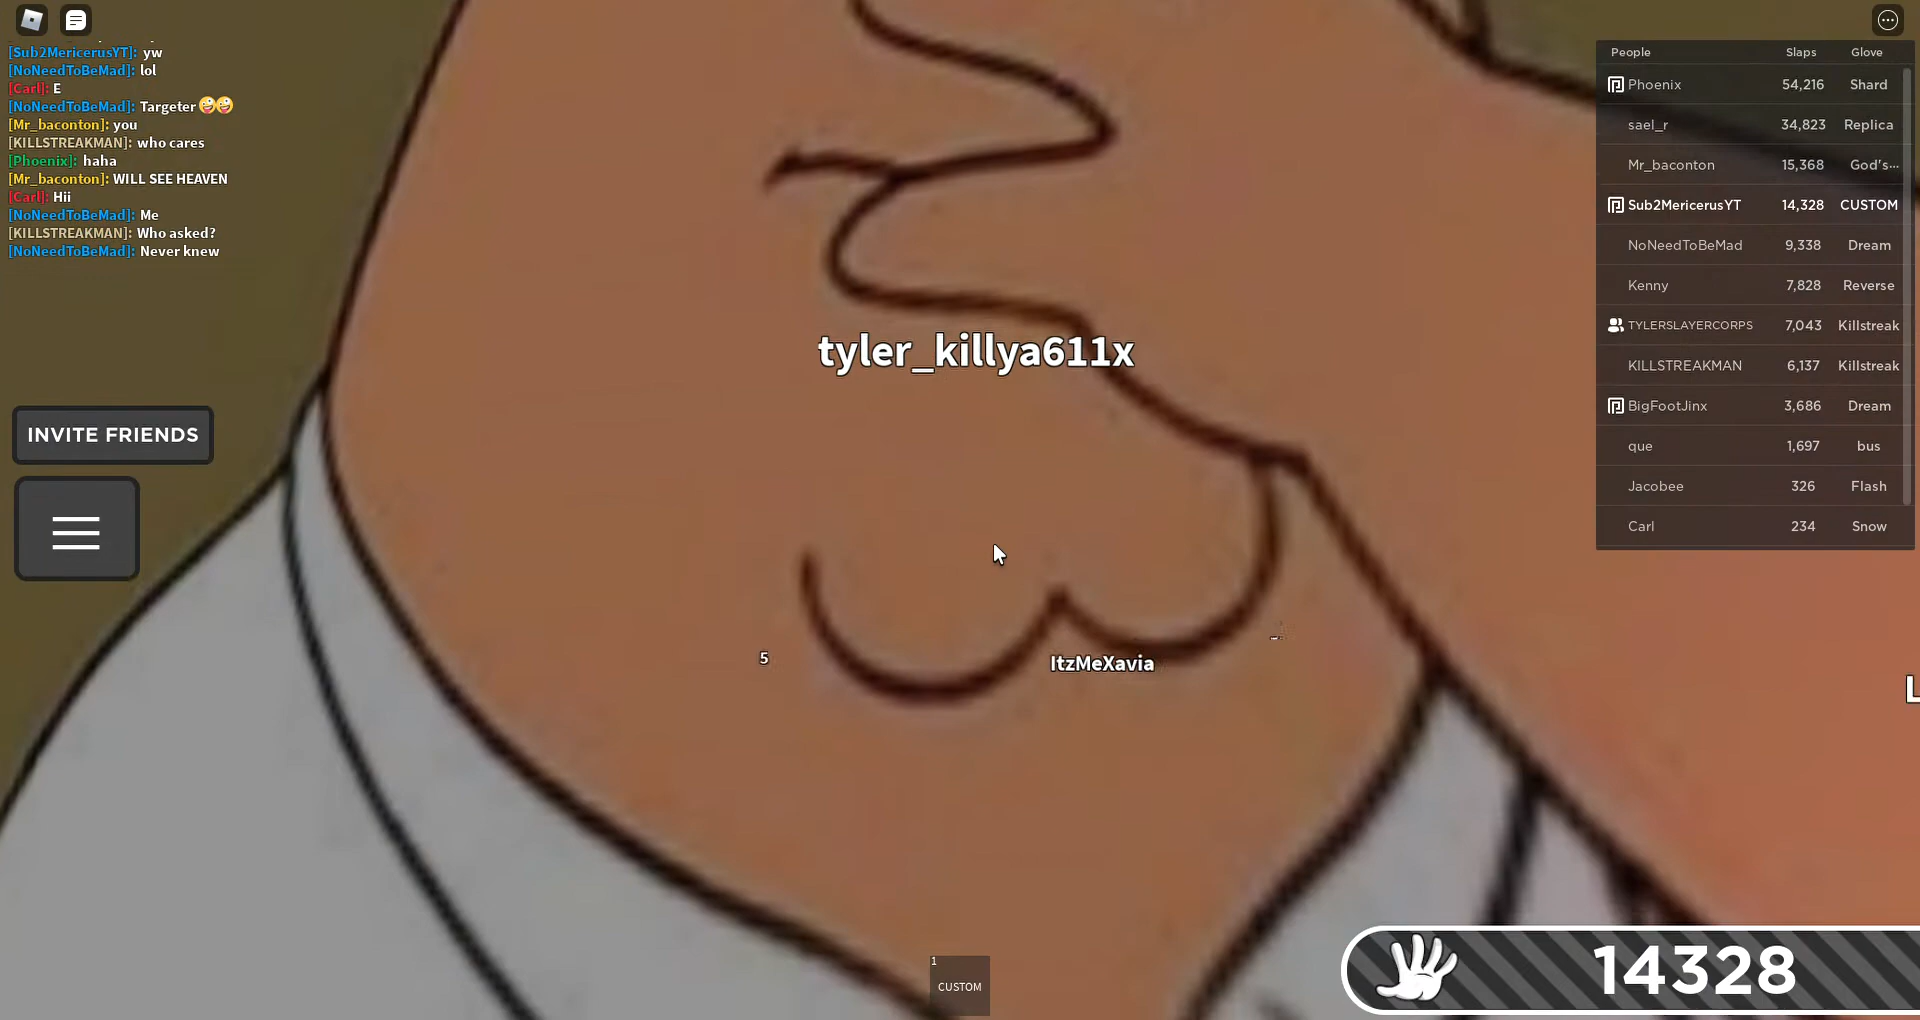 [Sub2MericerusYT]: yw
[NoNeedToBeMad]: lol
[Carl]: E
[NoNeedToBeMad]: Targeter 🤪🤪
[Mr_baconton]: you
[KILLSTREAKMAN]: who cares
[Phoenix]: haha
[Mr_baconton]: WILL SEE HEAVEN
[Carl]: Hii
[NoNeedToBeMad]: Me
[KILLSTREAKMAN]: Who asked?
[NoNeedToBeMad]: Never knew
People Slaps Glove
Phoenix 54,216 Shard
sael_r 34,823 Replica
Mr_baconton 15,368 God's...
Sub2MericerusYT 14,328 CUSTOM
NoNeedToBeMad 9,338 Dream
Kenny 7,828 Reverse
TYLERSLAYERCORPS 7,043 Killstreak
KILLSTREAKMAN 6,137 Killstreak
BigFootJinx 3,686 Dream
que 1,697 bus
Jacobee 326 Flash
Carl 234 Snow
tyler_killya611x
INVITE FRIENDS
5
ItzMeXavia
L
1
CUSTOM
14328